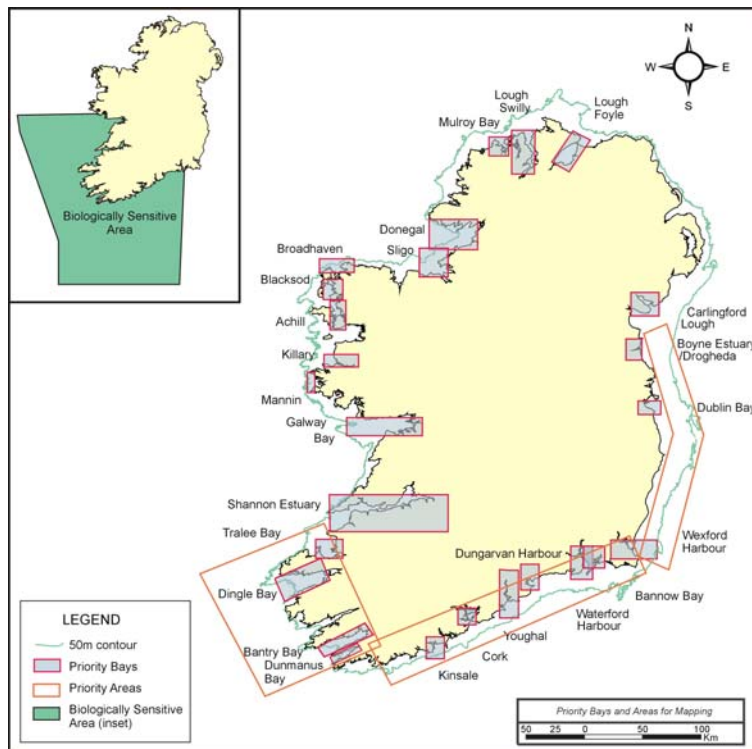 Biologically Sensitive
Area
N
W
E
S
Lough
Swilly
Lough
Foyle
Mulroy Bay
Donegal
Sligo
Broadhaven
Blacksod
Achill
Killary
Mannin
Galway
Bay
Carlingford
Lough
Boyne Estuary
/Drogheda
Dublin Bay
Shannon Estuary
Tralee Bay
Dingle Bay
Bantry Bay
Dunmanus
Bay
Dungarvan Harbour
Wexford
Harbour
Bannow Bay
Waterford
Harbour
Youghal
Cork
Kinsale
LEGEND
50m contour
Priority Bays
Priority Areas
Biologically Sensitive
Area (inset)
Priority Bays and Areas for Mapping
50 25 0 50 100
Km